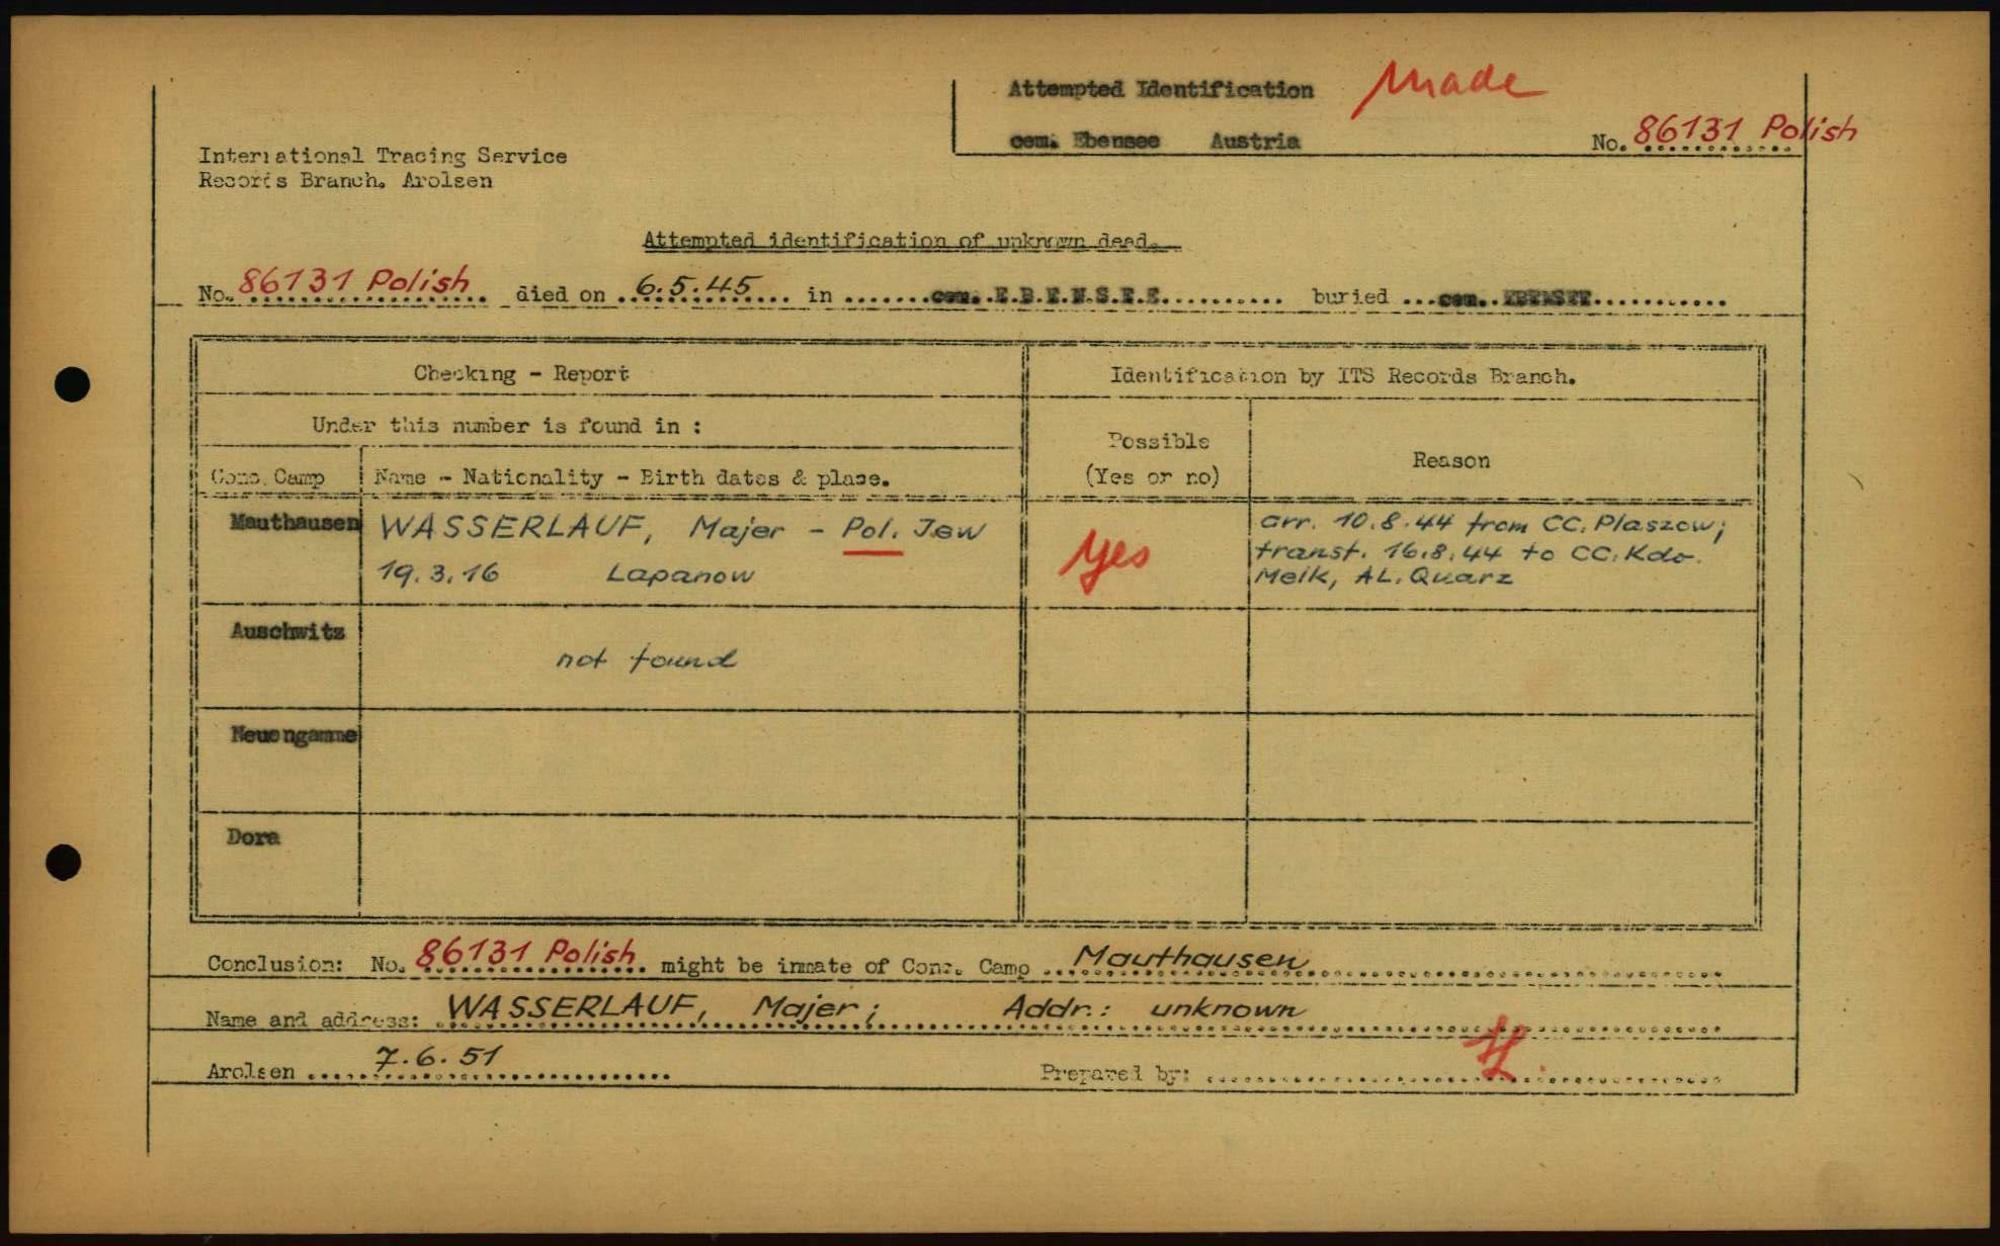 Attempted Identification made
cem. Ebensee Austria No. 86131 Polish
International Tracing Service
Records Branch. Arolsen
Attempted identification of unknown dead.
No. 86131 Polish died on 6.5.45 in cem. E.B.E.N.S.E.E. buried cem. EBENSEE
Checking - Report Identification by ITS Records Branch.
Under this number is found in :
Possible
(Yes or no)
Reason
Conc. Camp Name - Nationality - Birth dates & place.
Mauthausen WASSERLAUF, Majer - Pol. Jew
19.3.16 Lapanow
yes
arr. 10.8.44 from CC. Plaszow;
transf. 16.8.44 to CC. Kdo.
Melk, AL. Quarz
Auschwitz not found
Neuengamme
Dora
Conclusion: No. 86131 Polish might be inmate of Conc. Camp Mauthausen
Name and address: WASSERLAUF, Majer; Addr.: unknown
Arolsen 7.6.51 Prepared by: